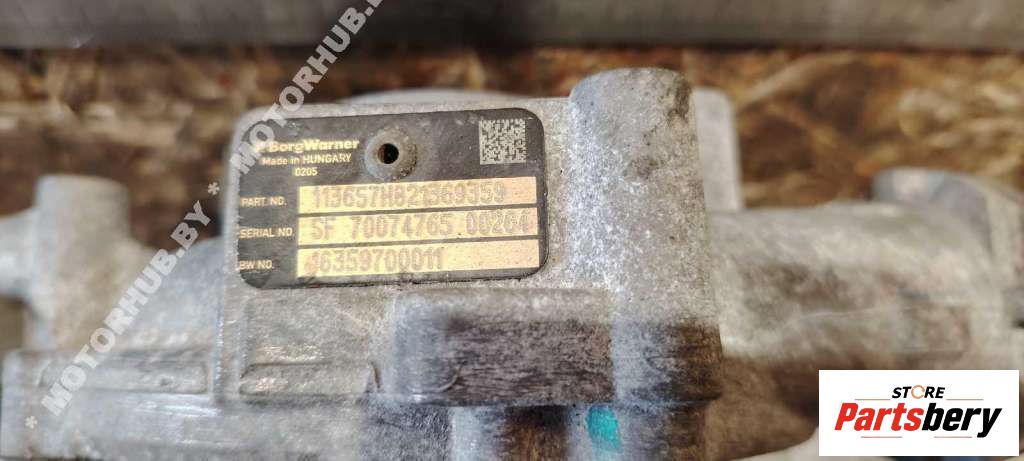 BorgWarner
Made in HUNGARY
0205
PART. NO. 113657H821369359
SERIAL NO SF 70074765 00264
BW NO. 16359700011
* MOTORHUB.BY * MOTORHUB.BY
STORE
Partsbery